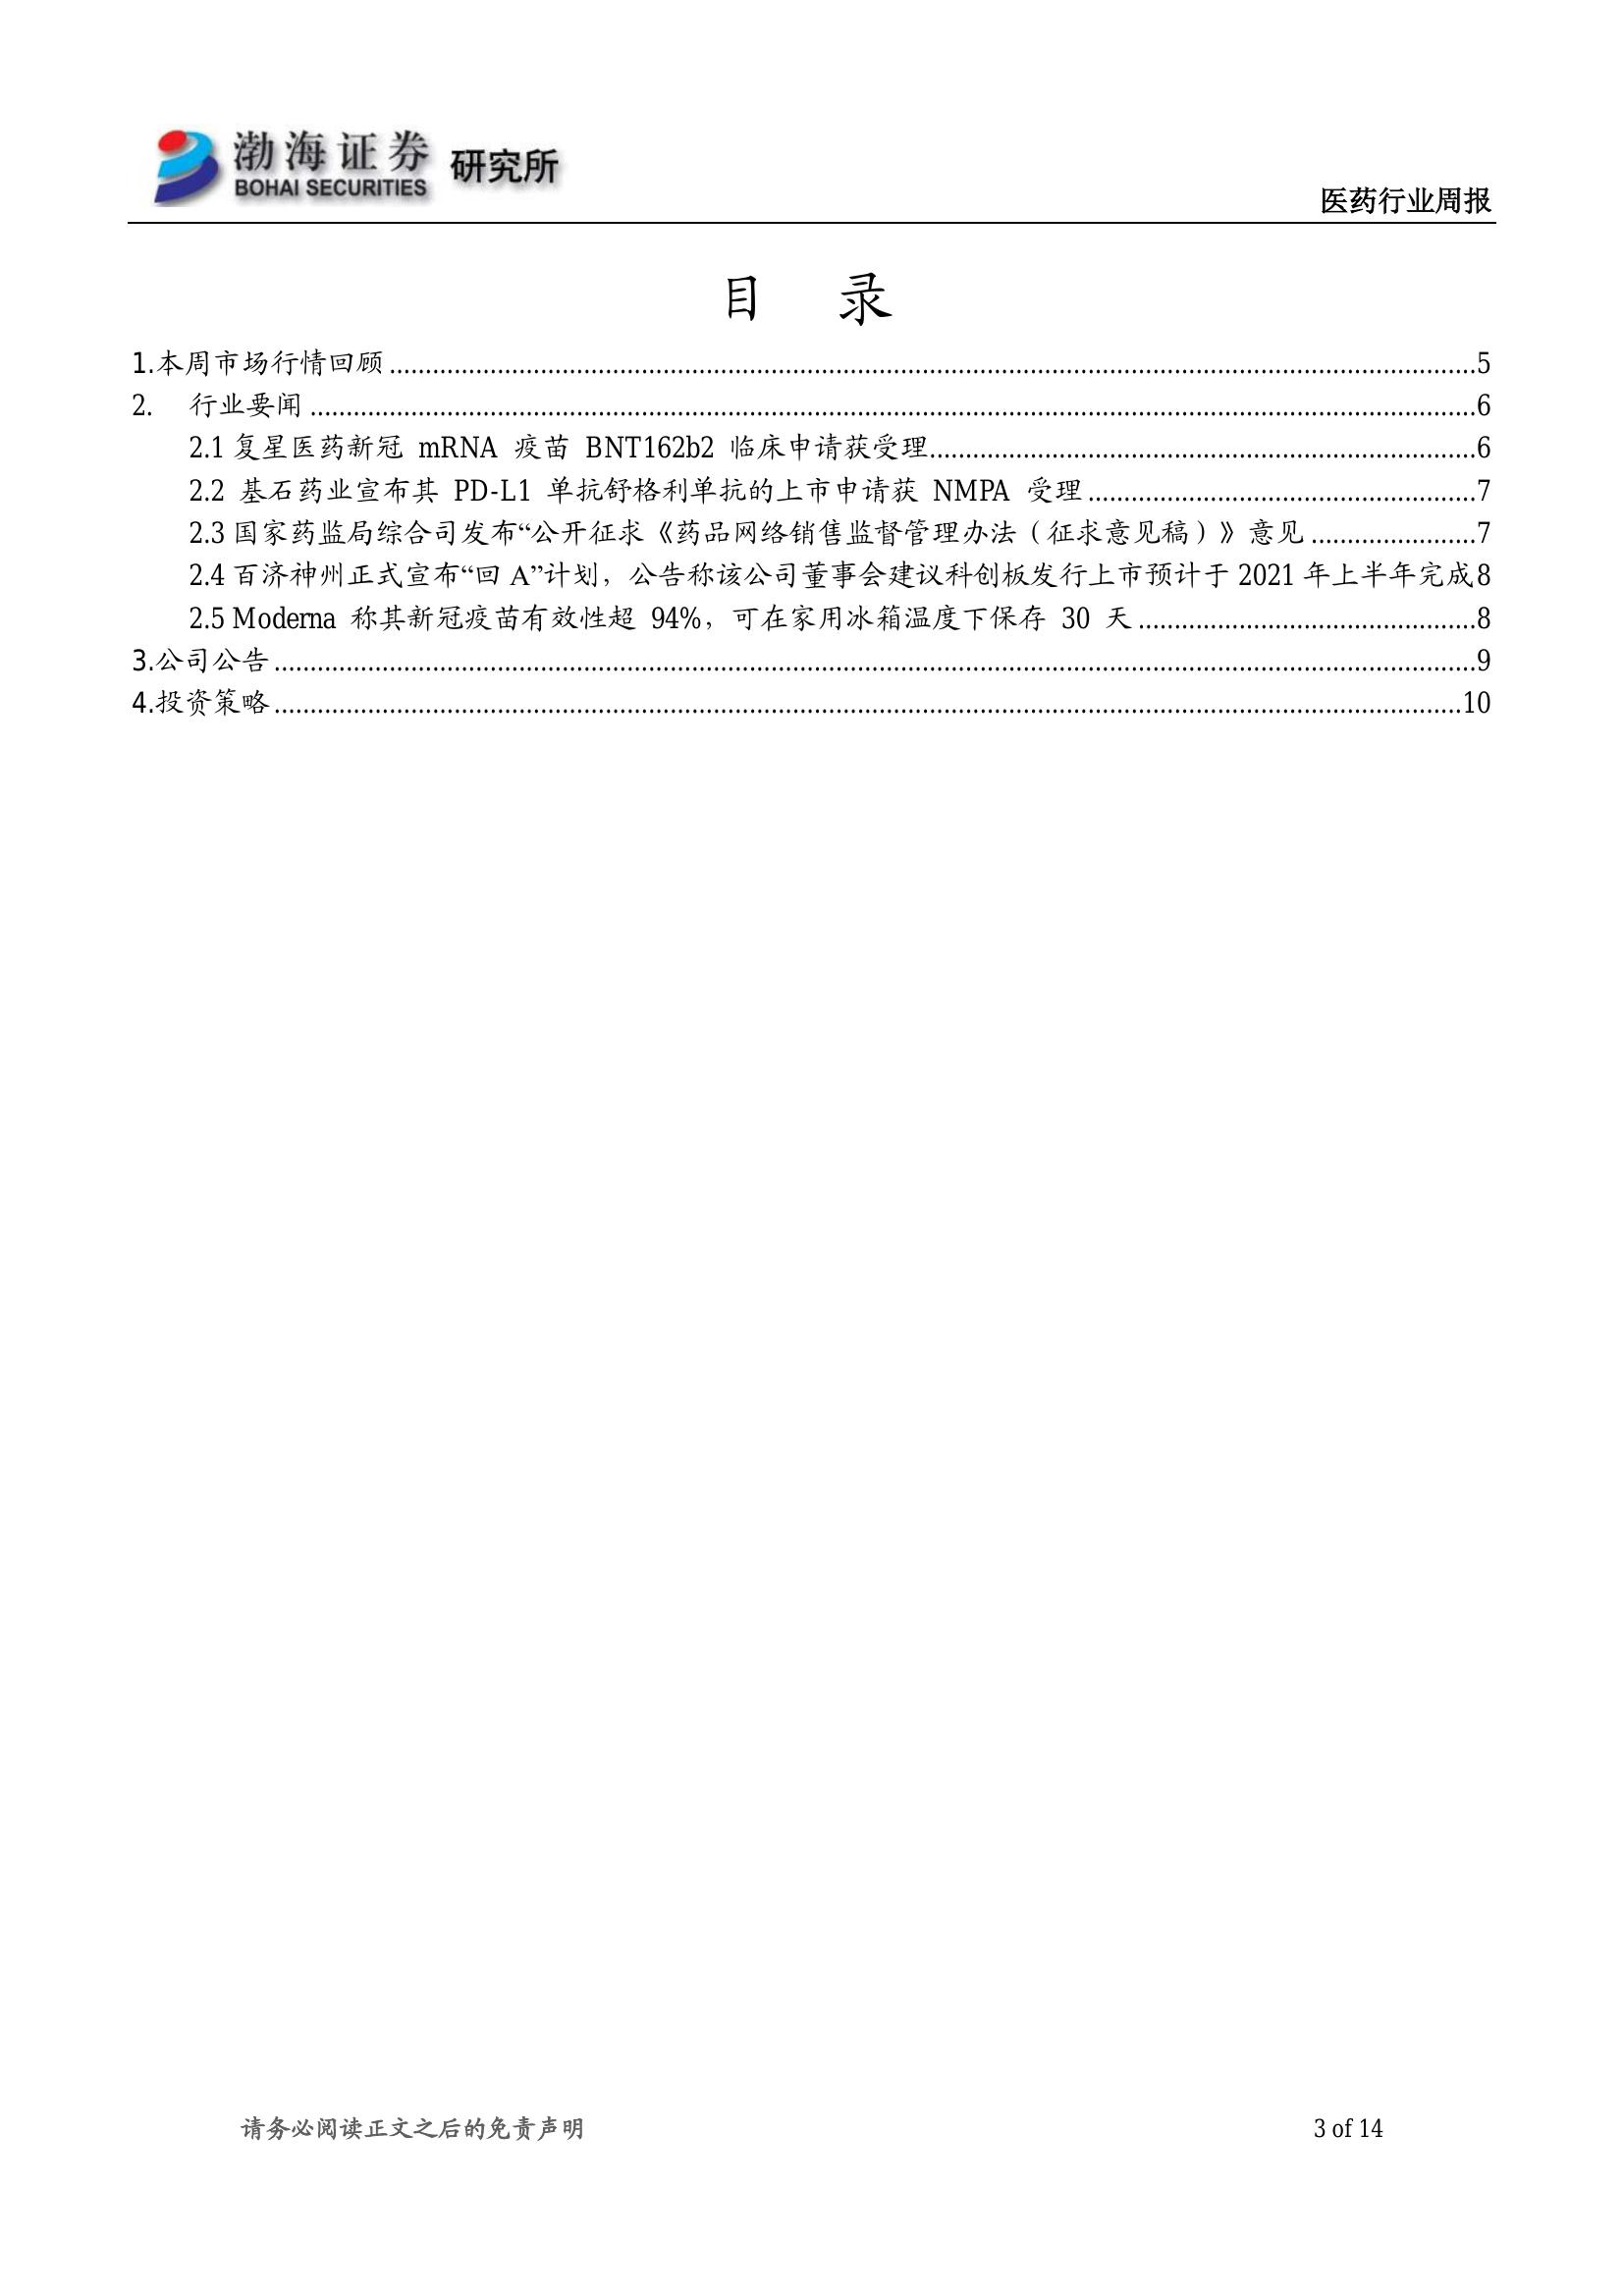 渤海证券 研究所
BOHAI SECURITIES
医药行业周报
目 录
1.本周市场行情回顾........................................5
2. 行业要闻........................................6
2.1 复星医药新冠 mRNA 疫苗 BNT162b2 临床申请获受理........................................6
2.2 基石药业宣布其 PD-L1 单抗舒格利单抗的上市申请获 NMPA 受理........................................7
2.3 国家药监局综合司发布“公开征求《药品网络销售监督管理办法（征求意见稿）》意见........................................7
2.4 百济神州正式宣布“回 A”计划，公告称该公司董事会建议科创板发行上市预计于 2021 年上半年完成8
2.5 Moderna 称其新冠疫苗有效性超 94%，可在家用冰箱温度下保存 30 天........................................8
3.公司公告........................................9
4.投资策略........................................10
请务必阅读正文之后的免责声明 3 of 14